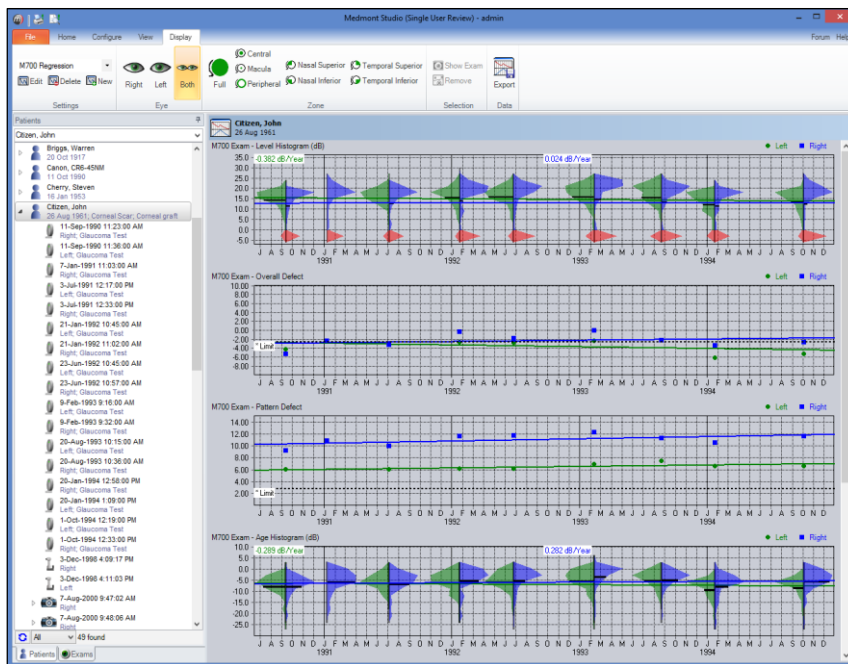 Medmont Studio (Single User Review) - admin
File Home Configure View Display Forum Help
M700 Regression
Edit Delete New
Settings
Right Left Both
Eye
Full
Central
Macula
Peripheral
Nasal Superior
Nasal Inferior
Temporal Superior
Temporal Inferior
Zone
Show Exam
Remove
Selection
Export
Data
Patients
Citizen, John
Briggs, Warren
20 Oct 1917
Canon, CR6-45NM
11 Oct 1990
Cherry, Steven
16 Jan 1953
Citizen, John
26 Aug 1961; Corneal Scar; Corneal graft
11-Sep-1990 11:23:00 AM
Right; Glaucoma Test
11-Sep-1990 11:36:00 AM
Left; Glaucoma Test
7-Jan-1991 11:03:00 AM
Right; Glaucoma Test
3-Jul-1991 12:17:00 PM
Left; Glaucoma Test
3-Jul-1991 12:33:00 PM
Right; Glaucoma Test
21-Jan-1992 10:45:00 AM
Left; Glaucoma Test
21-Jan-1992 11:02:00 AM
Right; Glaucoma Test
23-Jun-1992 10:45:00 AM
Left; Glaucoma Test
23-Jun-1992 10:57:00 AM
Right; Glaucoma Test
9-Feb-1993 9:16:00 AM
Left; Glaucoma Test
9-Feb-1993 9:32:00 AM
Right; Glaucoma Test
20-Aug-1993 10:15:00 AM
Left; Glaucoma Test
20-Aug-1993 10:36:00 AM
Right; Glaucoma Test
20-Jan-1994 12:58:00 PM
Right; Glaucoma Test
20-Jan-1994 1:09:00 PM
Left; Glaucoma Test
1-Oct-1994 12:19:00 PM
Left; Glaucoma Test
1-Oct-1994 12:33:00 PM
Right; Glaucoma Test
3-Dec-1998 4:09:17 PM
Right
3-Dec-1998 4:11:03 PM
Left
7-Aug-2000 9:47:02 AM
Right
7-Aug-2000 9:48:06 AM
Right
All 49 found
Patients Exams
Citizen, John
26 Aug 1961
M700 Exam - Level Histogram (dB) Left Right
-0.382 dB/Year 0.024 dB/Year
35.0
30.0
25.0
20.0
15.0
10.0
5.0
0.0
-5.0
J A S O N D J F M A M J J A S O N D J F M A M J J A S O N D J F M A M J J A S O N D J F M A M J J A S O N D
1991 1992 1993 1994
M700 Exam - Overall Defect Left Right
10.00
8.00
6.00
4.00
2.00
0.00
-2.00
* Limit
-4.00
-6.00
-8.00
J A S O N D J F M A M J J A S O N D J F M A M J J A S O N D J F M A M J J A S O N D J F M A M J J A S O N D
1991 1992 1993 1994
M700 Exam - Pattern Defect Left Right
14.00
12.00
10.00
8.00
6.00
4.00
2.00
* Limit
J A S O N D J F M A M J J A S O N D J F M A M J J A S O N D J F M A M J J A S O N D J F M A M J J A S O N D
1991 1992 1993 1994
M700 Exam - Age Histogram (dB) Left Right
-0.289 dB/Year 0.282 dB/Year
10.0
5.0
0.0
-5.0
-10.0
-15.0
-20.0
-25.0
J A S O N D J F M A M J J A S O N D J F M A M J J A S O N D J F M A M J J A S O N D J F M A M J J A S O N D
1991 1992 1993 1994